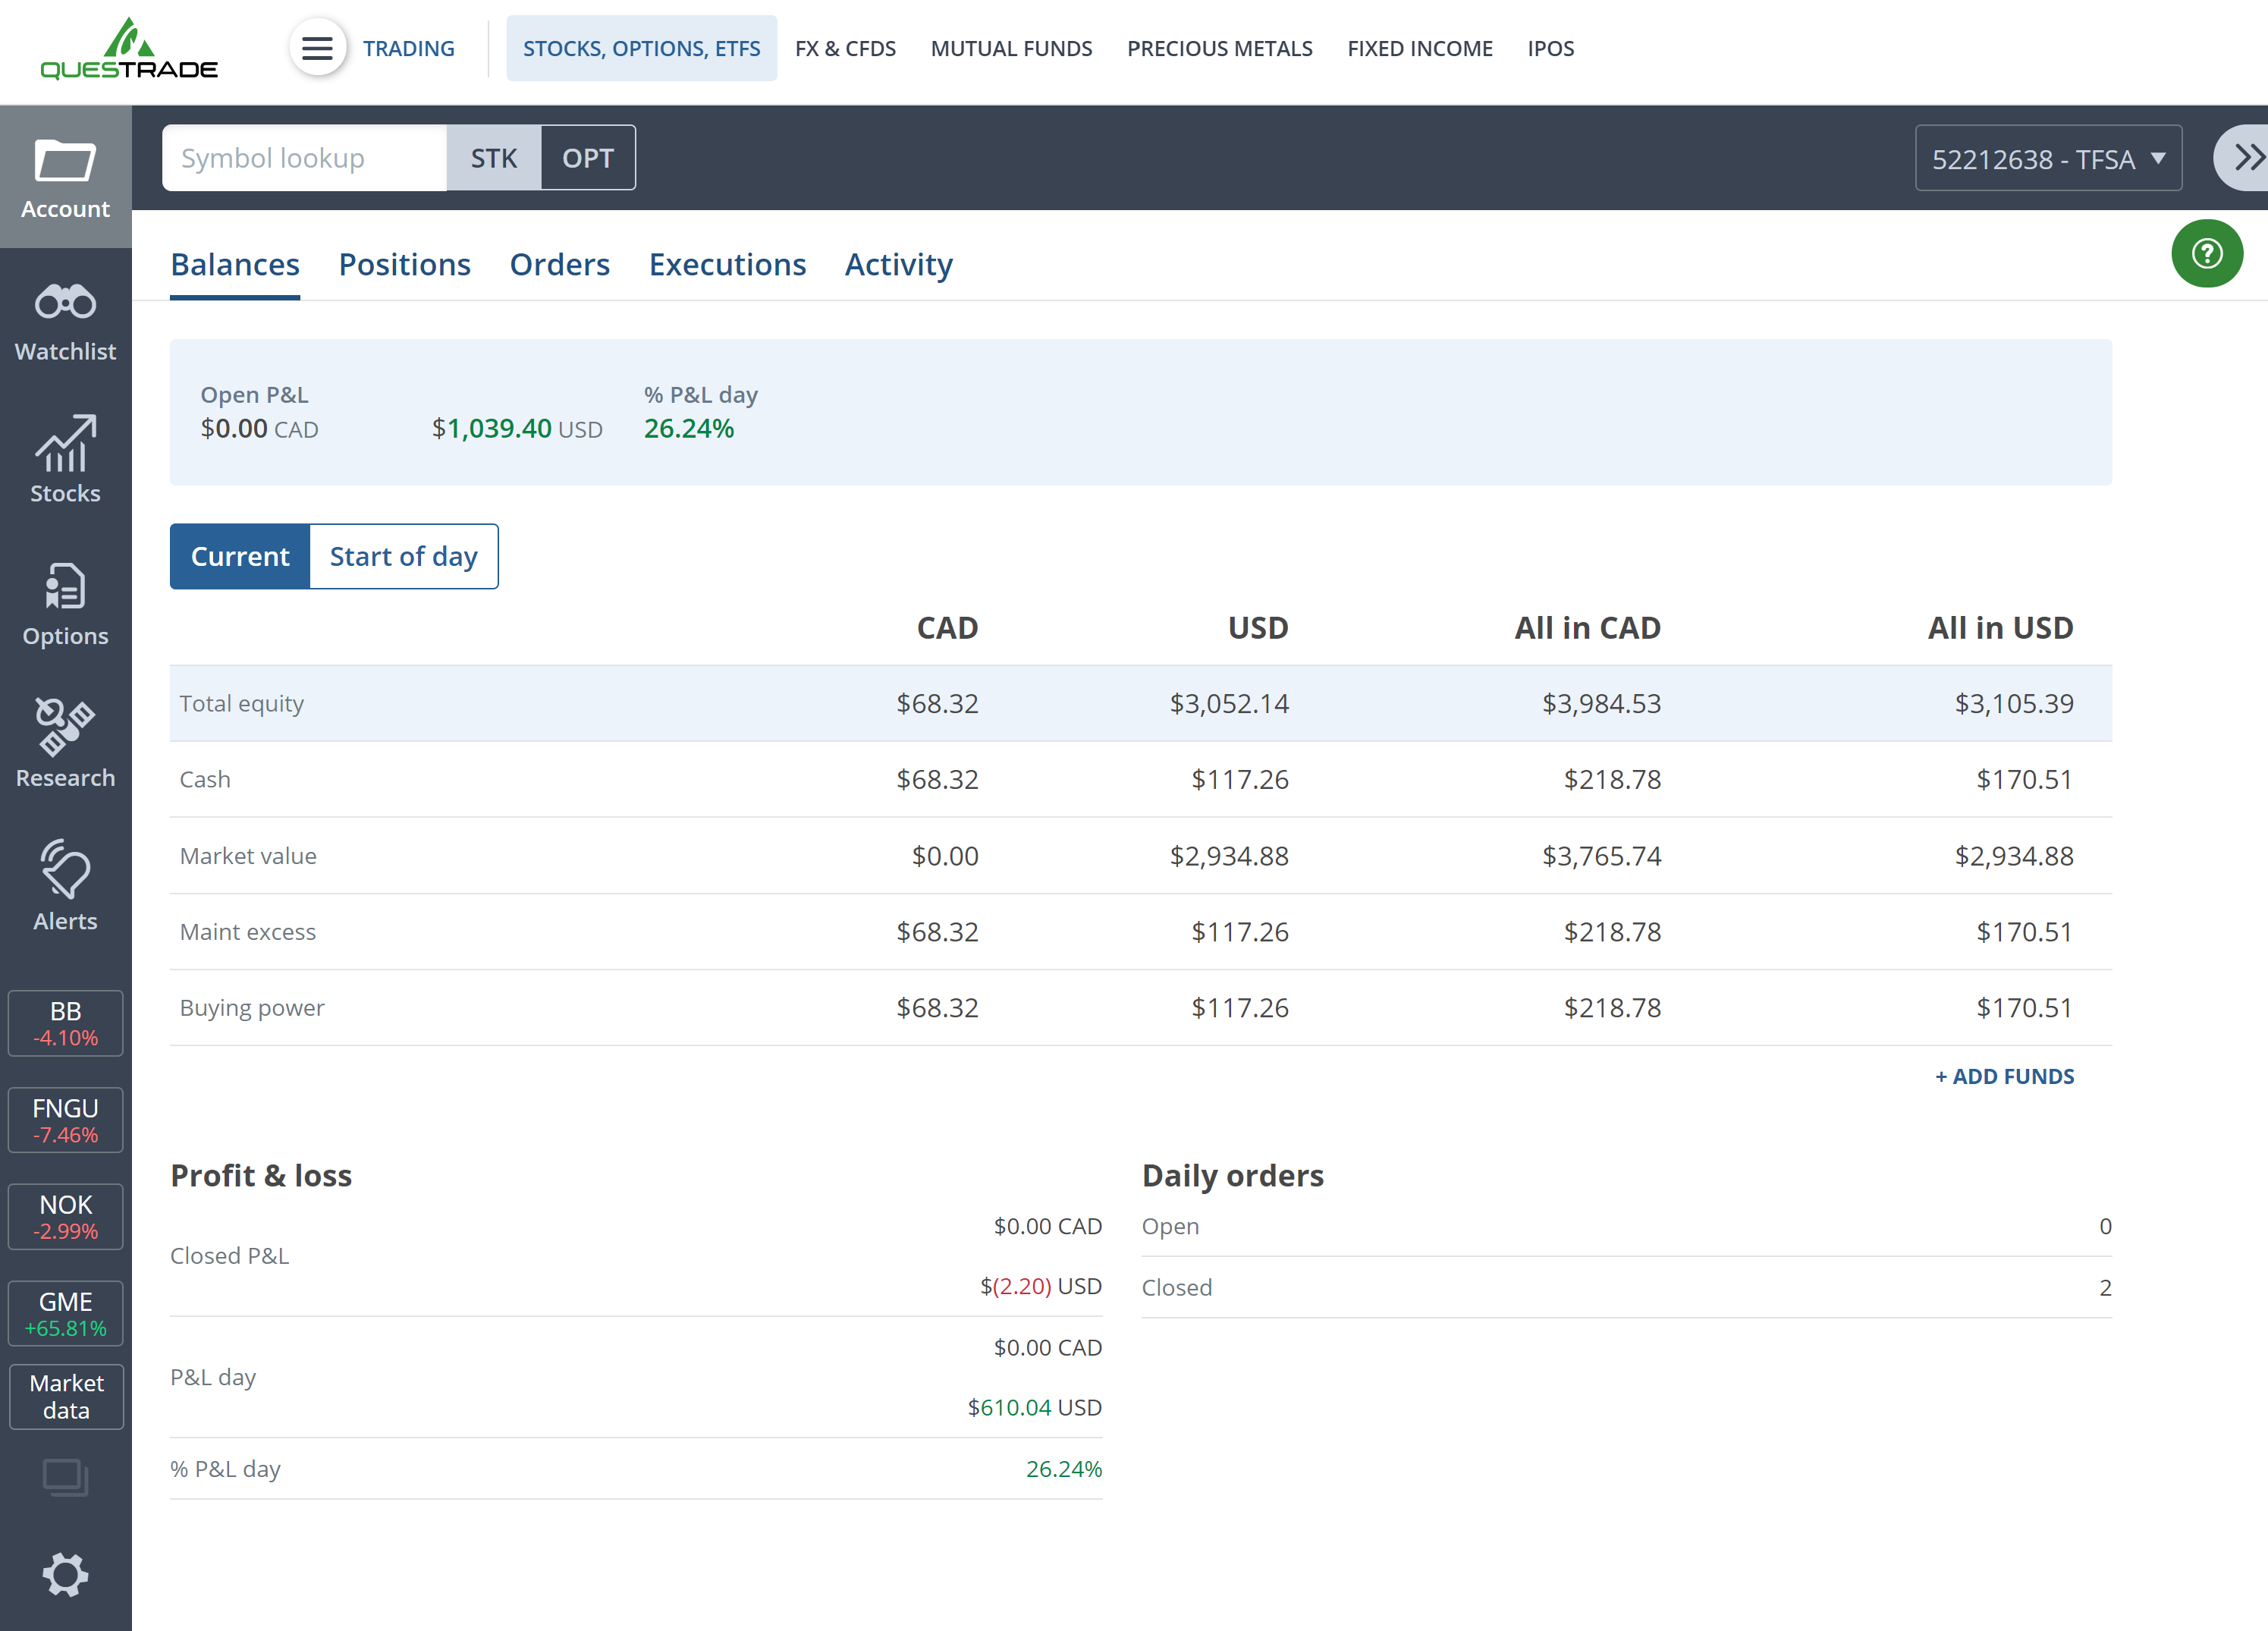 QUESTRADE
TRADING
STOCKS, OPTIONS, ETFS
FX & CFDS
MUTUAL FUNDS
PRECIOUS METALS
FIXED INCOME
IPOS
Symbol lookup
STK
OPT
52212638 - TFSA
Account
Watchlist
Stocks
Options
Research
Alerts
BB
-4.10%
FNGU
-7.46%
NOK
-2.99%
GME
+65.81%
Market
data
Balances Positions Orders Executions Activity
?
Open P&L % P&L day
$0.00 CAD $1,039.40 USD 26.24%
Current Start of day
CAD USD All in CAD All in USD
Total equity $68.32 $3,052.14 $3,984.53 $3,105.39
Cash $68.32 $117.26 $218.78 $170.51
Market value $0.00 $2,934.88 $3,765.74 $2,934.88
Maint excess $68.32 $117.26 $218.78 $170.51
Buying power $68.32 $117.26 $218.78 $170.51
+ ADD FUNDS
Profit & loss
$0.00 CAD
Closed P&L
$(2.20) USD
$0.00 CAD
P&L day
$610.04 USD
% P&L day 26.24%
Daily orders
Open 0
Closed 2